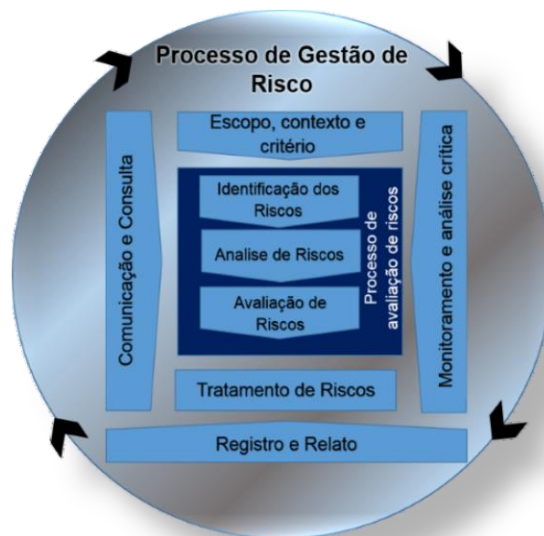 Processo de Gestão de
Risco
Escopo, contexto e
critério
Comunicação e Consulta
Identificação dos
Riscos
Analise de Riscos
Avaliação de
Riscos
Processo de
avaliação de riscos
Monitoramento e análise crítica
Tratamento de Riscos
Registro e Relato